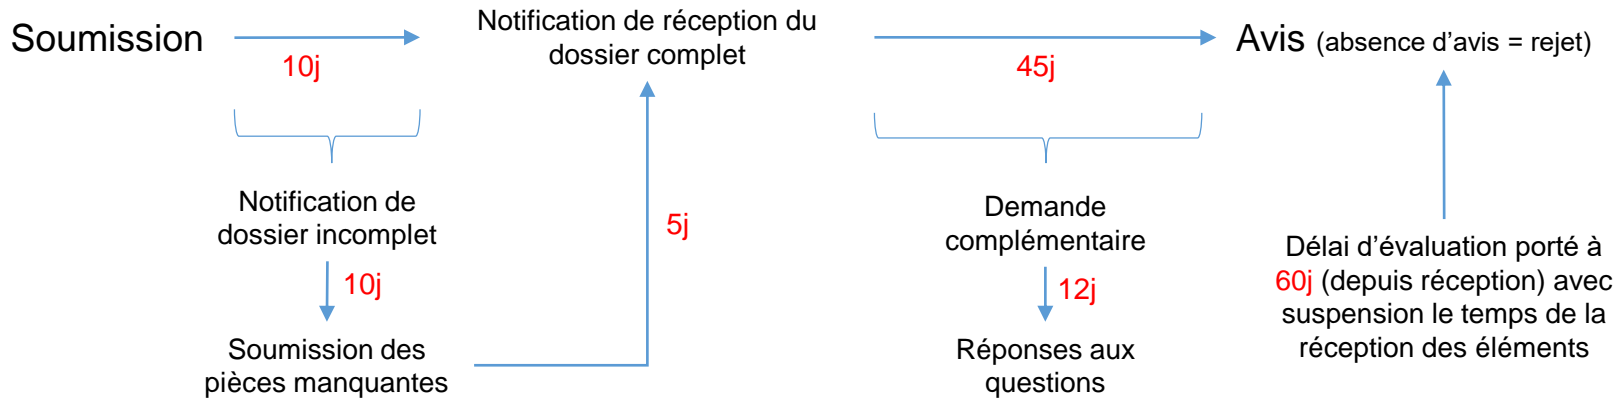 Soumission
10j
Notification de réception du
dossier complet
45j
Avis (absence d'avis = rejet)
Notification de
dossier incomplet
10j
Soumission des
pièces manquantes
5j
Demande
complémentaire
12j
Réponses aux
questions
Délai d'évaluation porté à
60j (depuis réception) avec
suspension le temps de la
réception des éléments